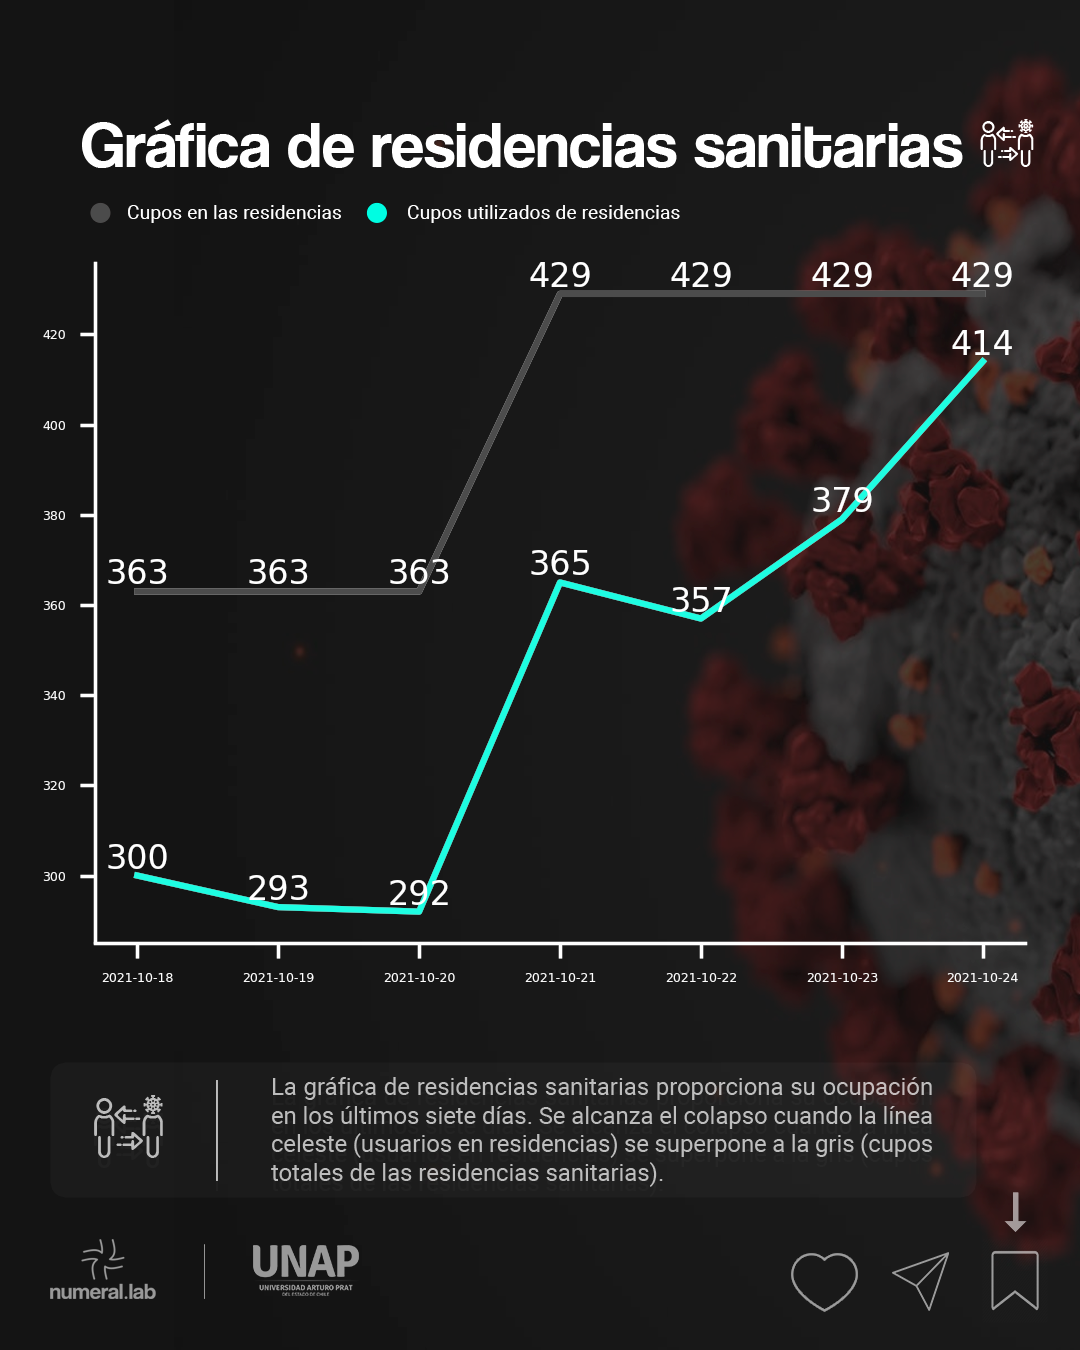 Gráfica de residencias sanitarias
Cupos en las residencias
Cupos utilizados de residencias
429 429 429 429
420
414
400
379
380
363 363 363
365
357
360
340
320
300
293
292
300
2021-10-18 2021-10-19 2021-10-20 2021-10-21 2021-10-22 2021-10-23 2021-10-24
La gráfica de residencias sanitarias proporciona su ocupación
en los últimos siete días. Se alcanza el colapso cuando la línea
celeste (usuarios en residencias) se superpone a la gris (cupos
totales de las residencias sanitarias).
numeral.lab
UNAP
UNIVERSIDAD ARTURO PRAT
DEL ESTADO DE CHILE